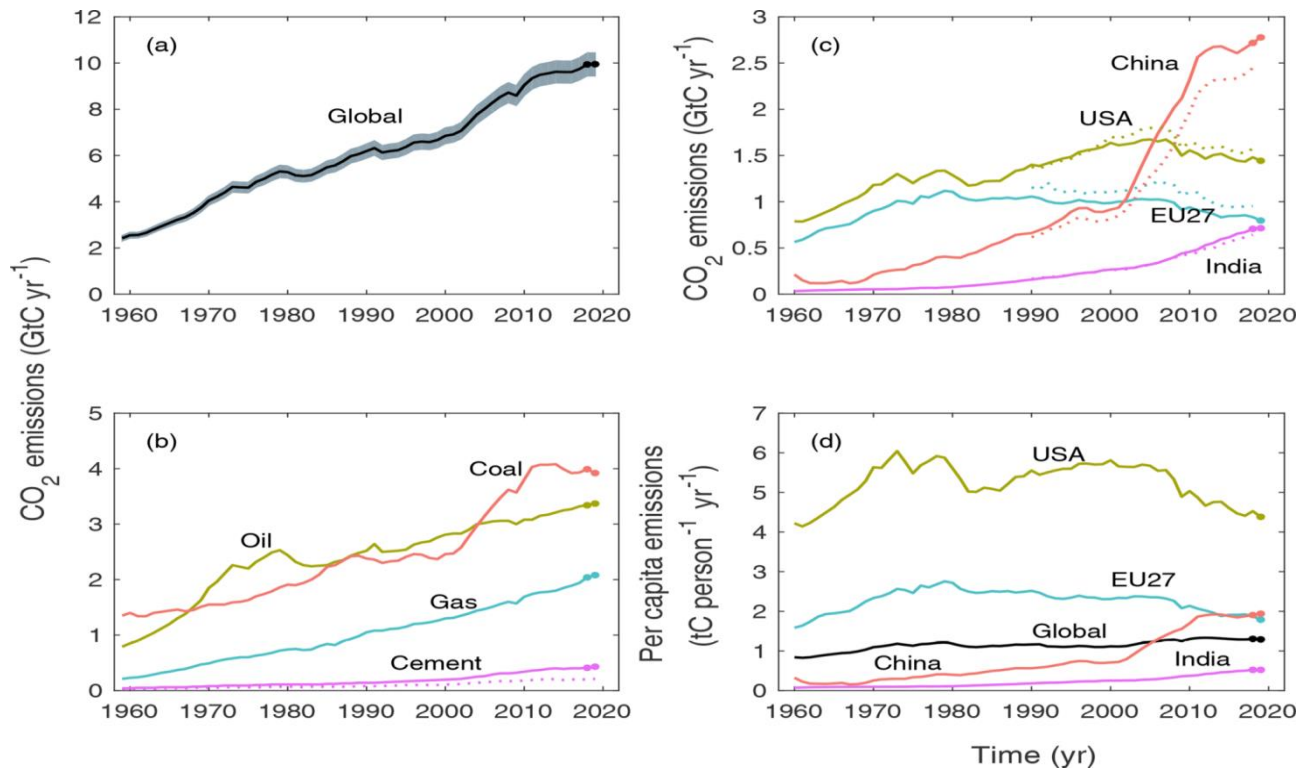 CO₂ emissions (GtC yr⁻¹)
(a)
Global
12
10
8
6
4
2
0
1960 1970 1980 1990 2000 2010 2020
CO₂ emissions (GtC yr⁻¹)
(c)
China
USA
EU27
India
3
2.5
2
1.5
1
0.5
0
1960 1970 1980 1990 2000 2010 2020
(b)
Coal
Oil
Gas
Cement
5
4
3
2
1
0
1960 1970 1980 1990 2000 2010 2020
Per capita emissions
(tC person⁻¹ yr⁻¹)
(d)
USA
EU27
Global
China
India
7
6
5
4
3
2
1
0
1960 1970 1980 1990 2000 2010 2020
Time (yr)